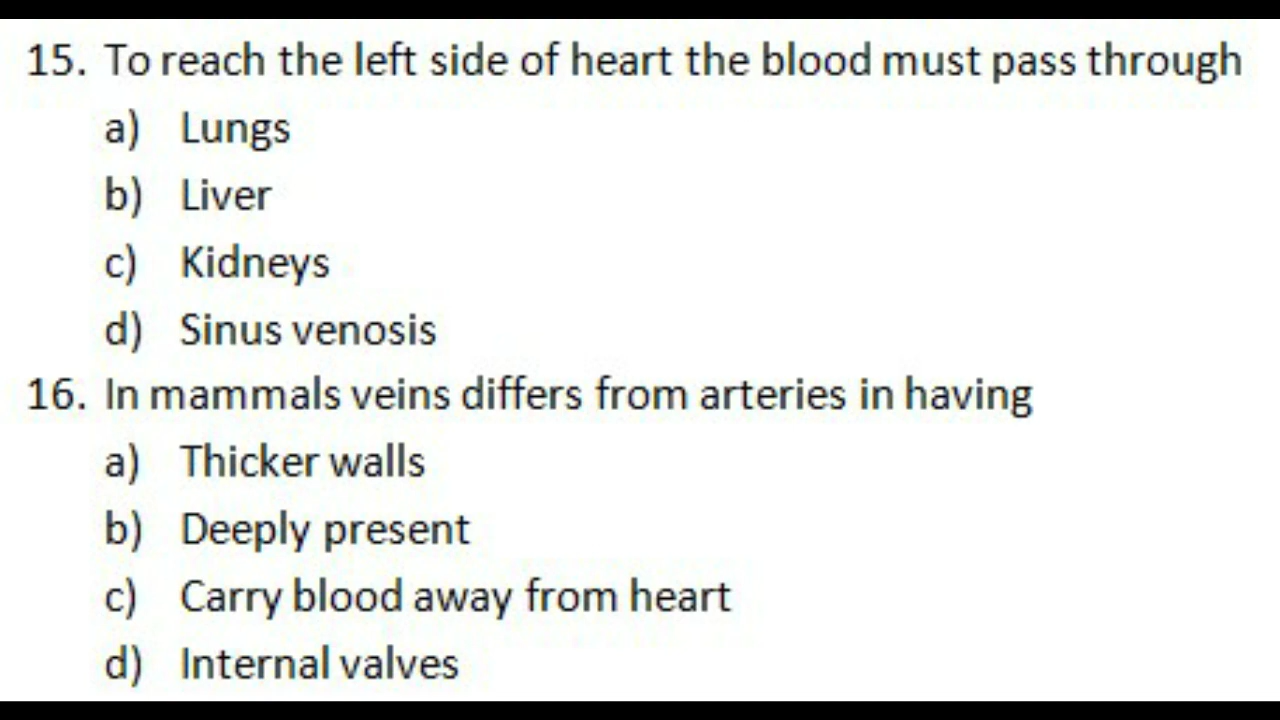 15. To reach the left side of heart the blood must pass through
a) Lungs
b) Liver
c) Kidneys
d) Sinus venosis
16. In mammals veins differs from arteries in having
a) Thicker walls
b) Deeply present
c) Carry blood away from heart
d) Internal valves